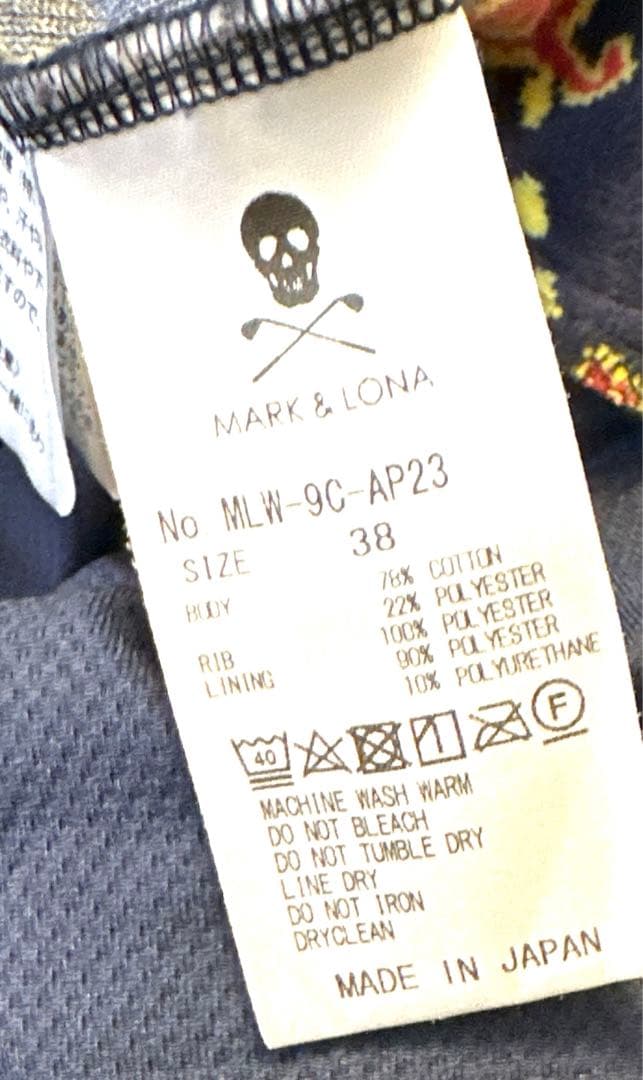 MARK & LONA
No MLW-9C-AP23
SIZE 38
BODY 78% COTTON
22% POLYESTER
RIB 100% POLYESTER
LINING 90% POLYESTER
10% POLYURETHANE
40 F
MACHINE WASH WARM
DO NOT BLEACH
DO NOT TUMBLE DRY
LINE DRY
DO NOT IRON
DRYCLEAN
MADE IN JAPAN